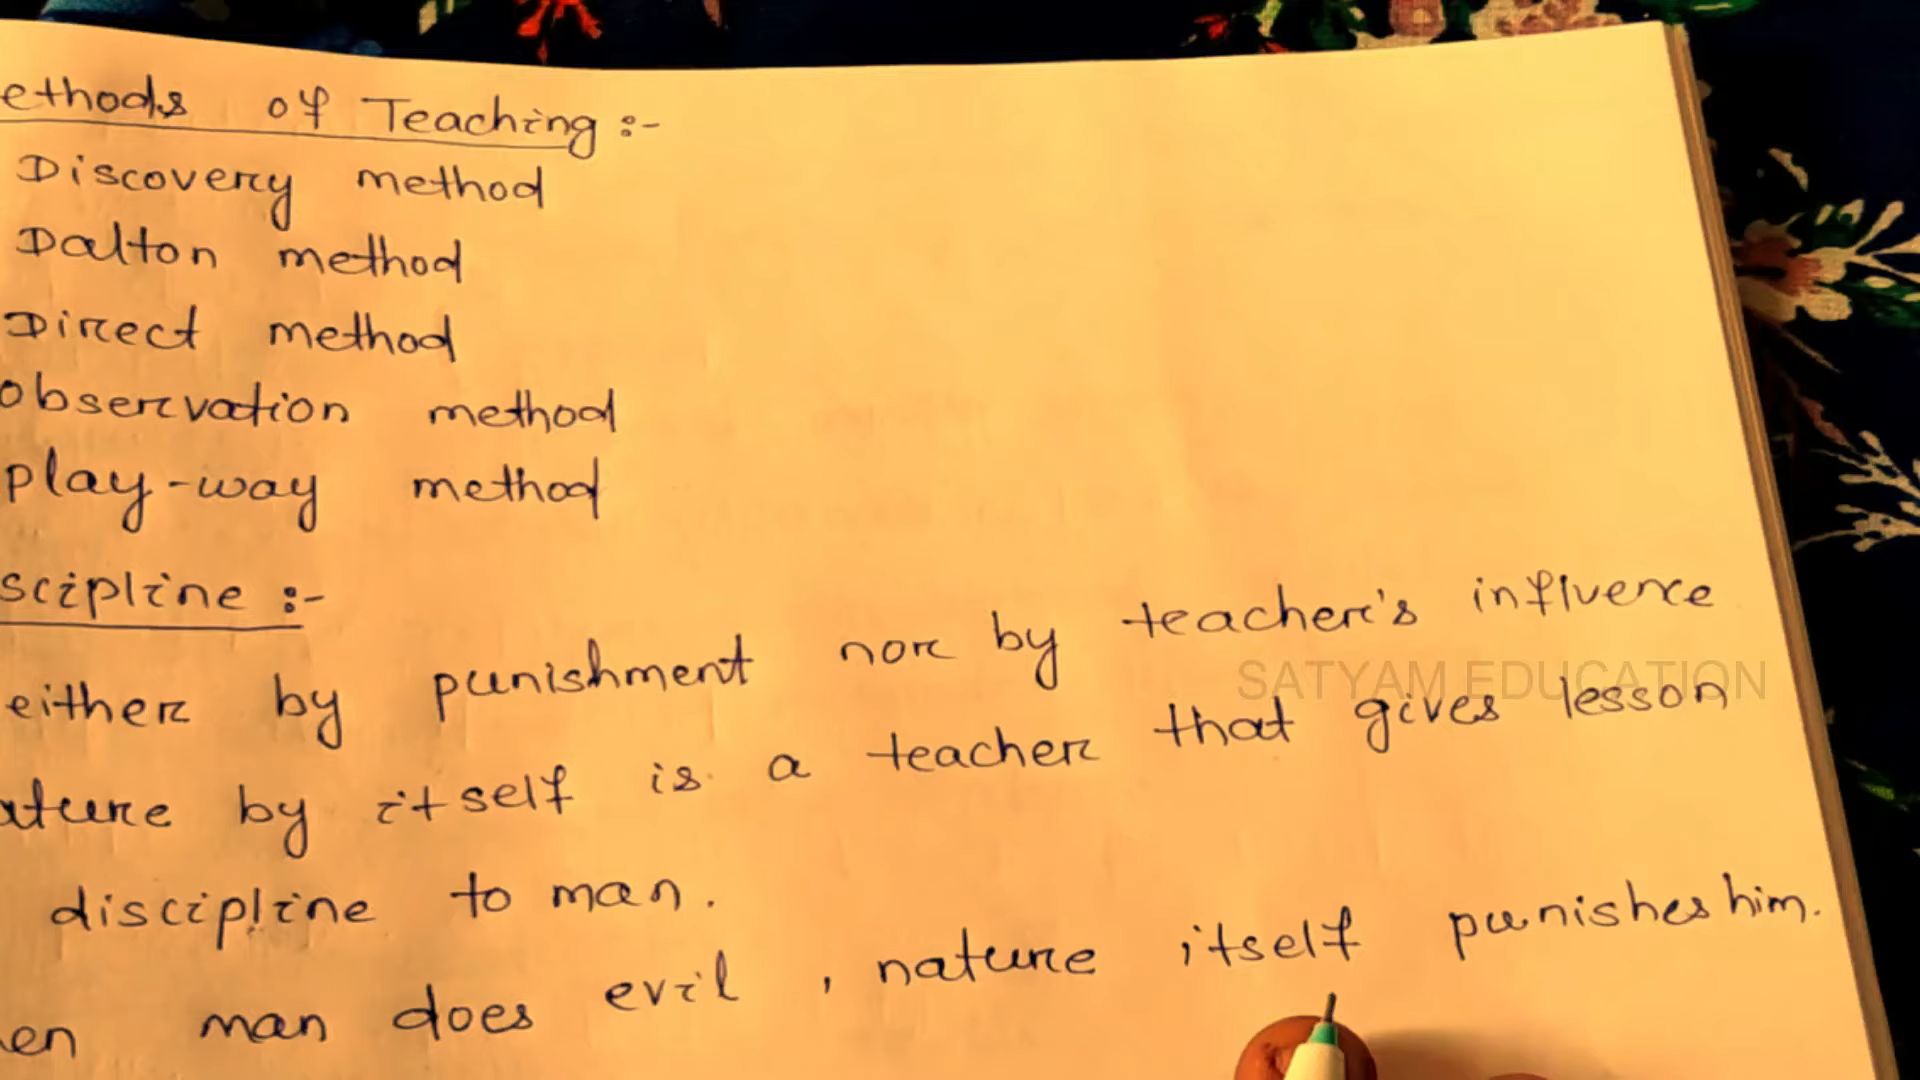 ethods of Teaching :-
Discovery method
Dalton method
Direct method
observation method
play-way method
scipline :-
either by punishment nor by teacher's influence
SATYAM EDUCATION
ature by itself is a teacher that gives lesson
discipline to man.
en man does evil, nature itself punishes him.